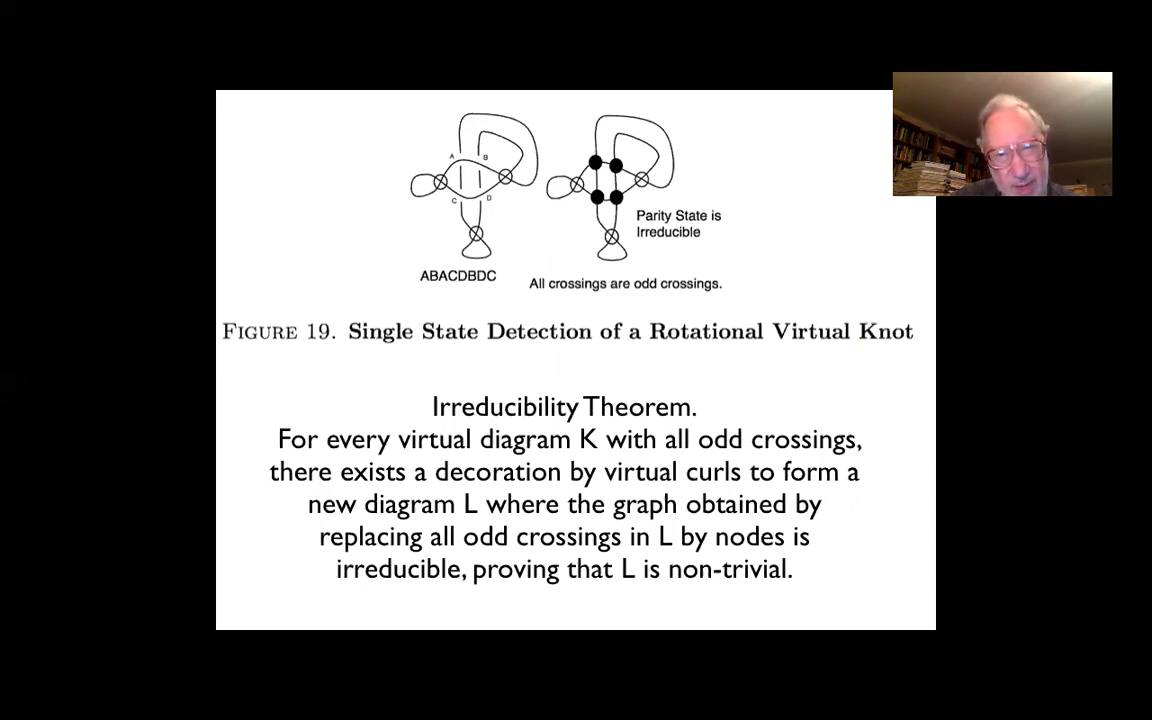 A B
C D
Parity State is
Irreducible
ABACDBDC
All crossings are odd crossings.
FIGURE 19. Single State Detection of a Rotational Virtual Knot
Irreducibility Theorem.
For every virtual diagram K with all odd crossings,
there exists a decoration by virtual curls to form a
new diagram L where the graph obtained by
replacing all odd crossings in L by nodes is
irreducible, proving that L is non-trivial.